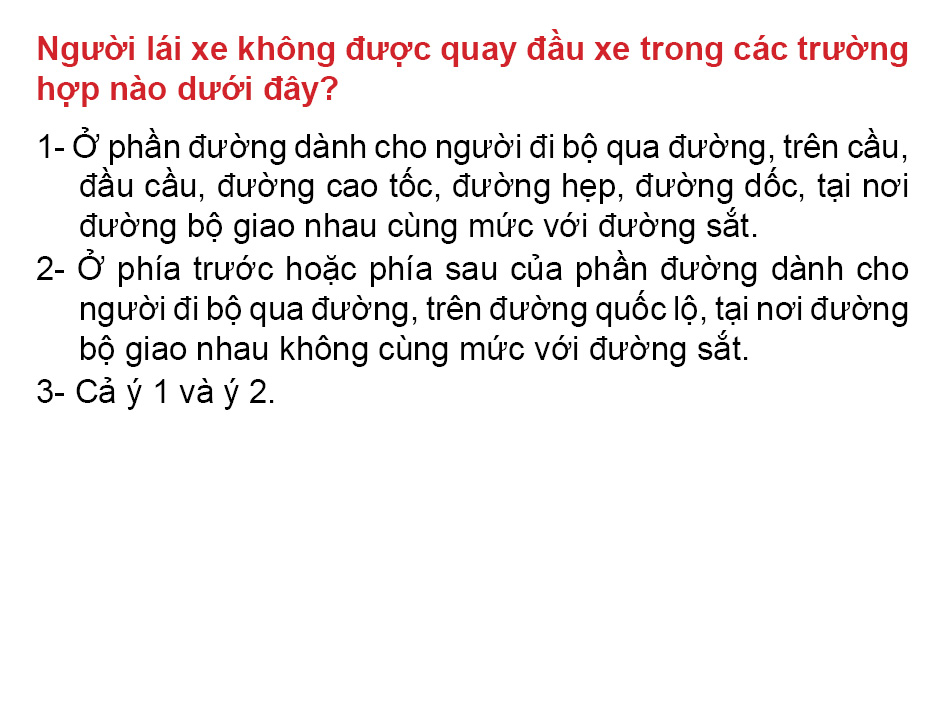 Người lái xe không được quay đầu xe trong các trường
hợp nào dưới đây?
1- Ở phần đường dành cho người đi bộ qua đường, trên cầu,
đầu cầu, đường cao tốc, đường hẹp, đường dốc, tại nơi
đường bộ giao nhau cùng mức với đường sắt.
2- Ở phía trước hoặc phía sau của phần đường dành cho
người đi bộ qua đường, trên đường quốc lộ, tại nơi đường
bộ giao nhau không cùng mức với đường sắt.
3- Cả ý 1 và ý 2.